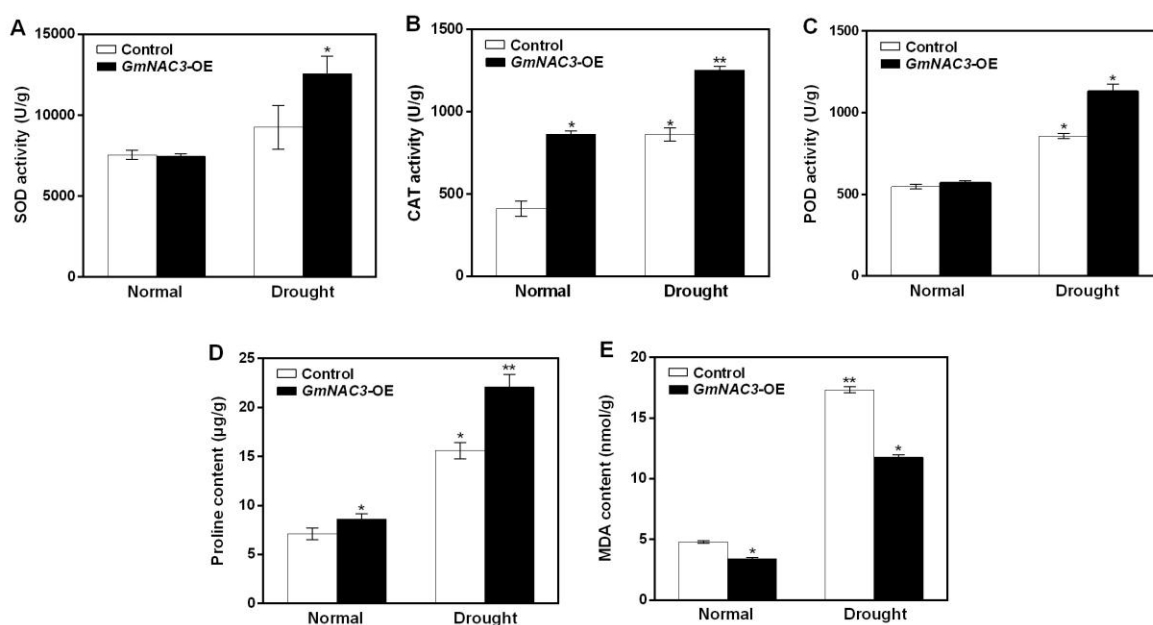 A
SOD activity (U/g)
15000
10000
5000
0
Control
GmNAC3-OE
*
Normal
Drought
B
CAT activity (U/g)
1500
1000
500
0
Control
GmNAC3-OE
*
*
**
Normal
Drought
C
POD activity (U/g)
1500
1000
500
0
Control
GmNAC3-OE
*
*
Normal
Drought
D
Proline content (µg/g)
25
20
15
10
5
0
Control
GmNAC3-OE
*
*
**
Normal
Drought
E
MDA content (nmol/g)
20
15
10
5
0
Control
GmNAC3-OE
*
**
*
Normal
Drought